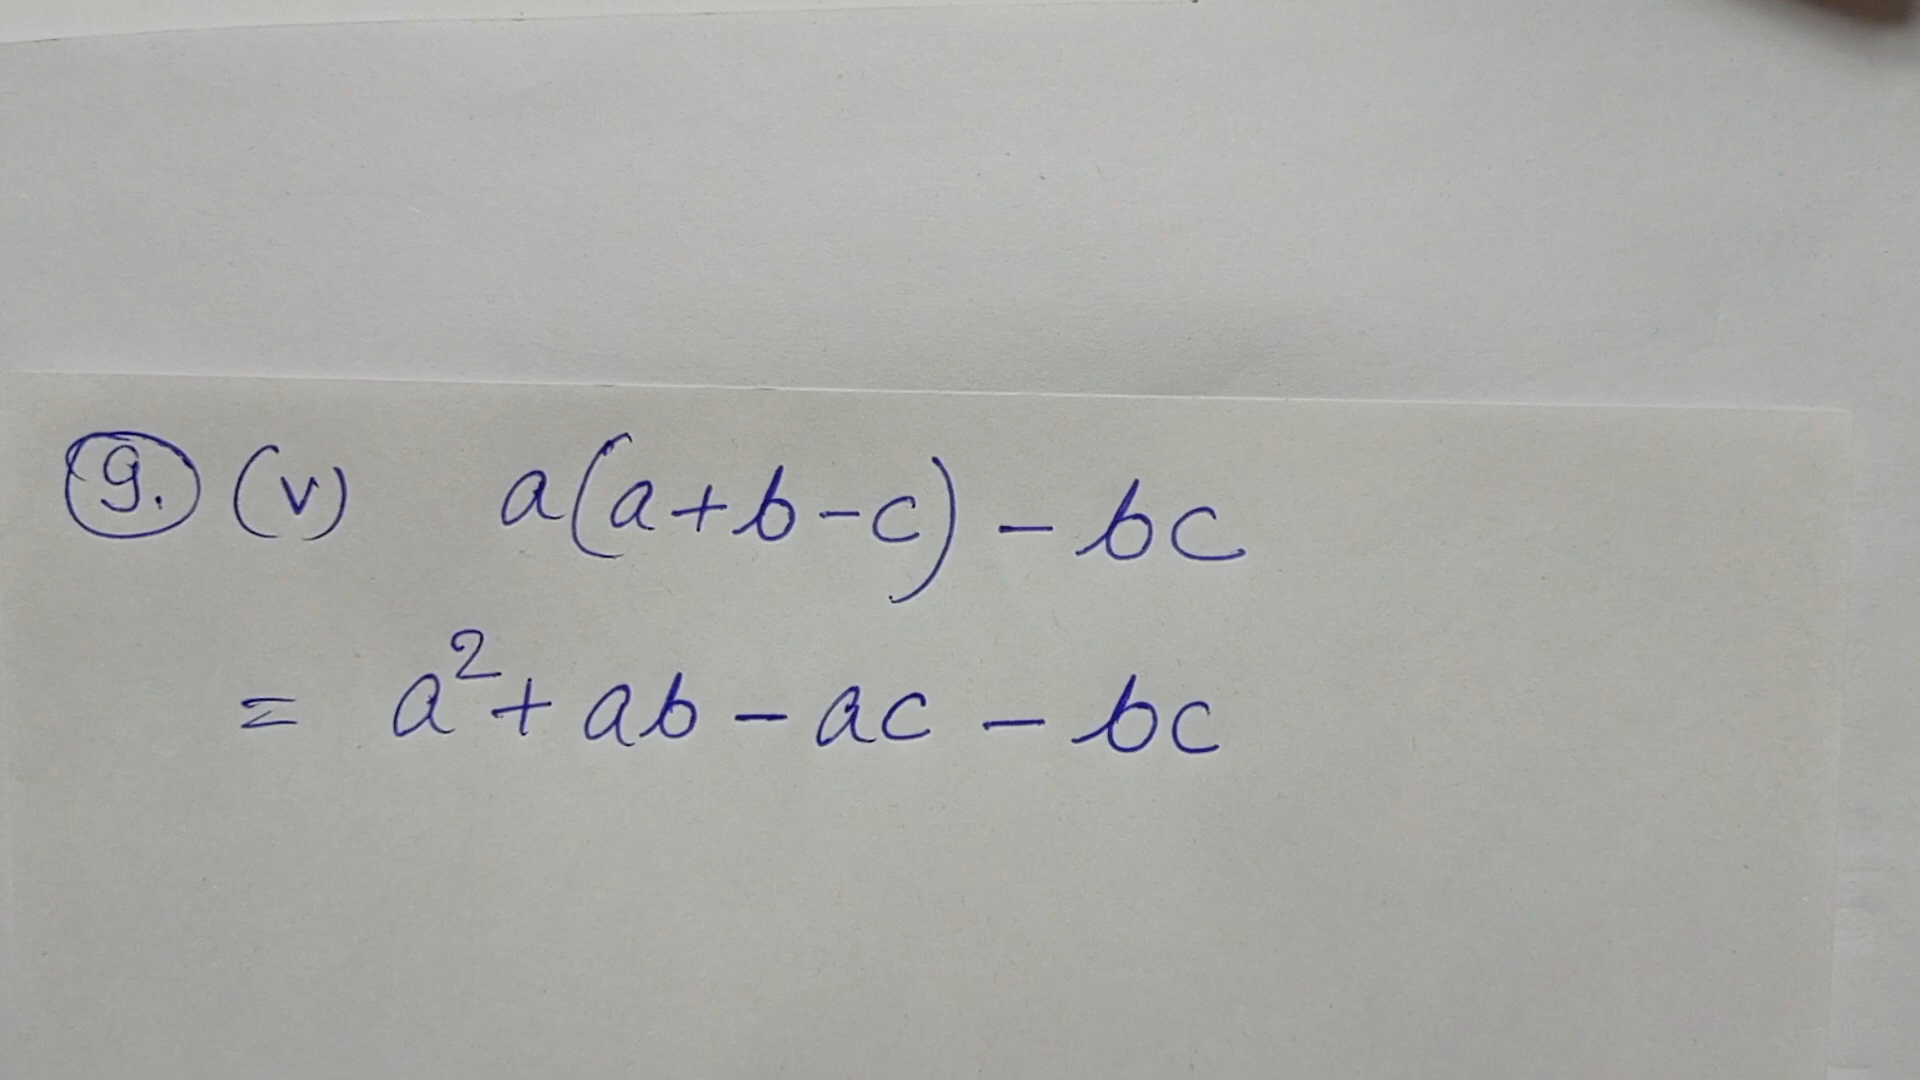 9. (v) a(a+b-c) - bc
= a²+ ab - ac - bc